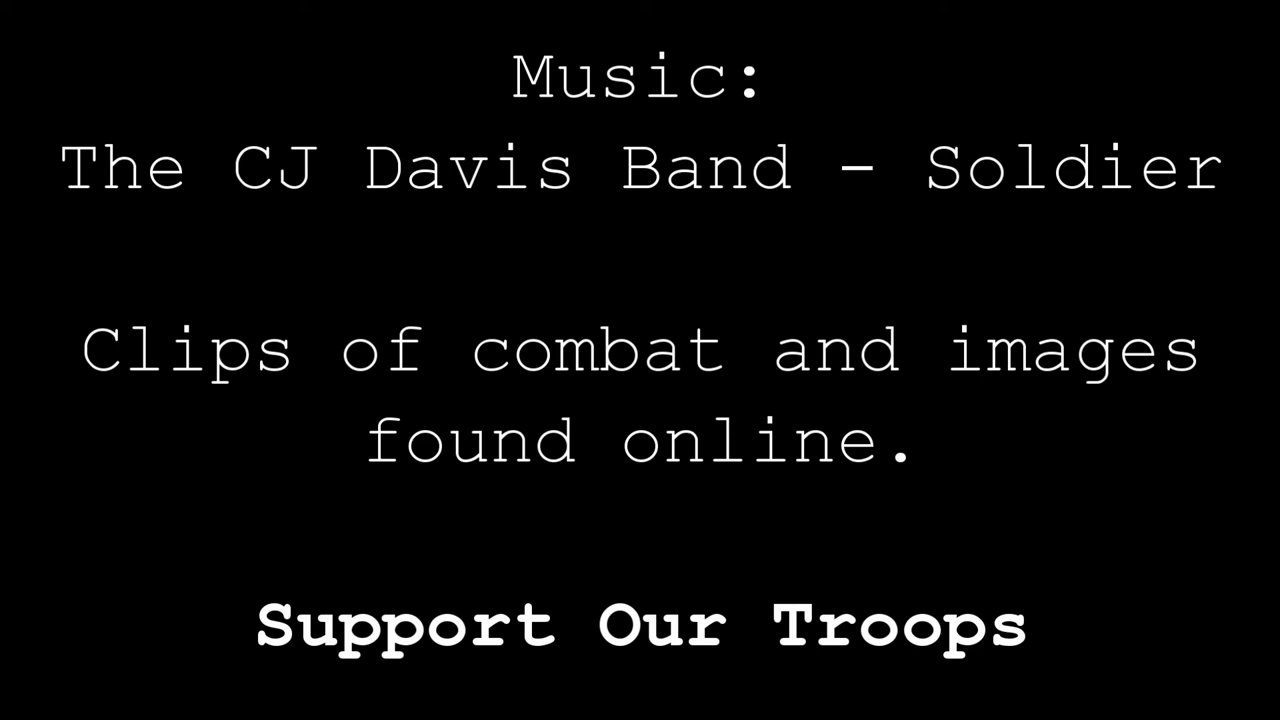 Music:
The CJ Davis Band - Soldier
Clips of combat and images
found online.
Support Our Troops